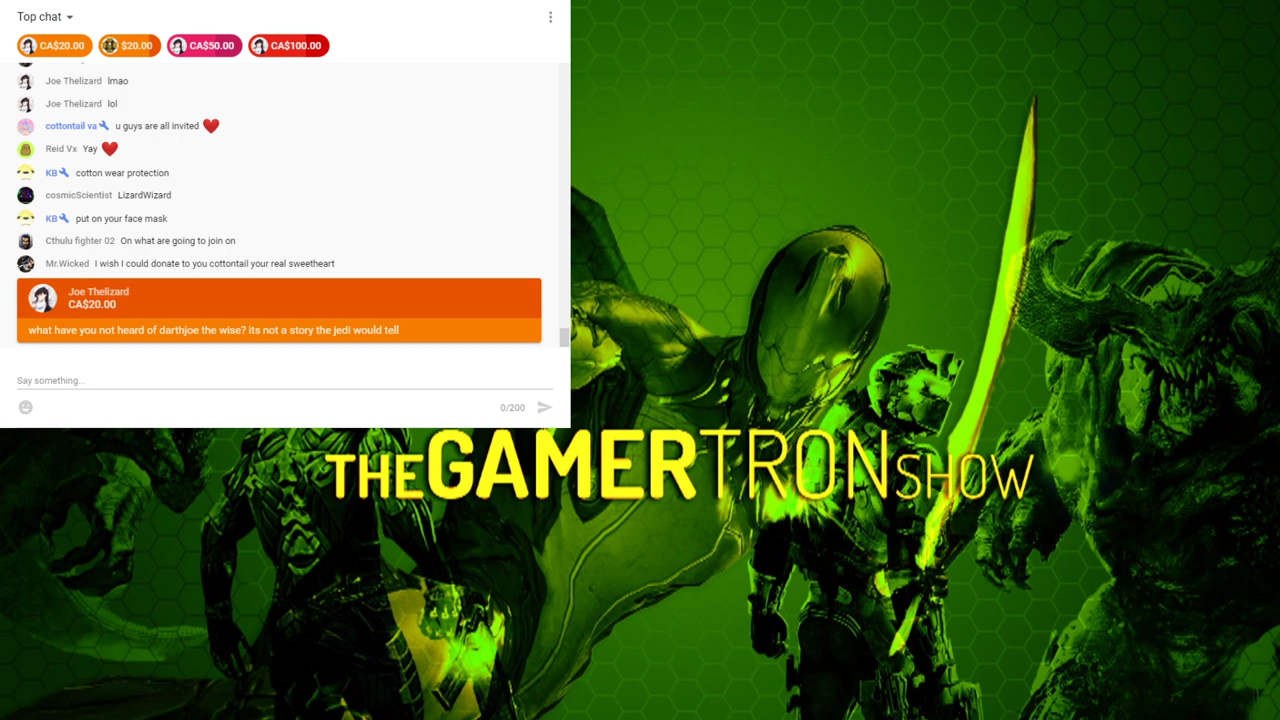 Top chat
CA$20.00 $20.00 CA$50.00 CA$100.00
Joe Thelizard lmao
Joe Thelizard lol
cottontail va u guys are all invited
Reid Vx Yay
KB cotton wear protection
cosmicScientist LizardWizard
KB put on your face mask
Cthulu fighter 02 On what are going to join on
Mr.Wicked I wish I could donate to you cottontail your real sweetheart
Joe Thelizard
CA$20.00
what have you not heard of darthjoe the wise? its not a story the jedi would tell
Say something...
0/200
THEGAMERTRONSHOW